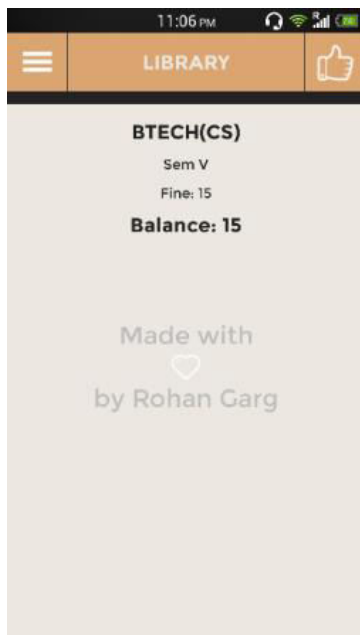 11:06 PM
LIBRARY
BTECH(CS)
Sem V
Fine: 15
Balance: 15
Made with
by Rohan Garg